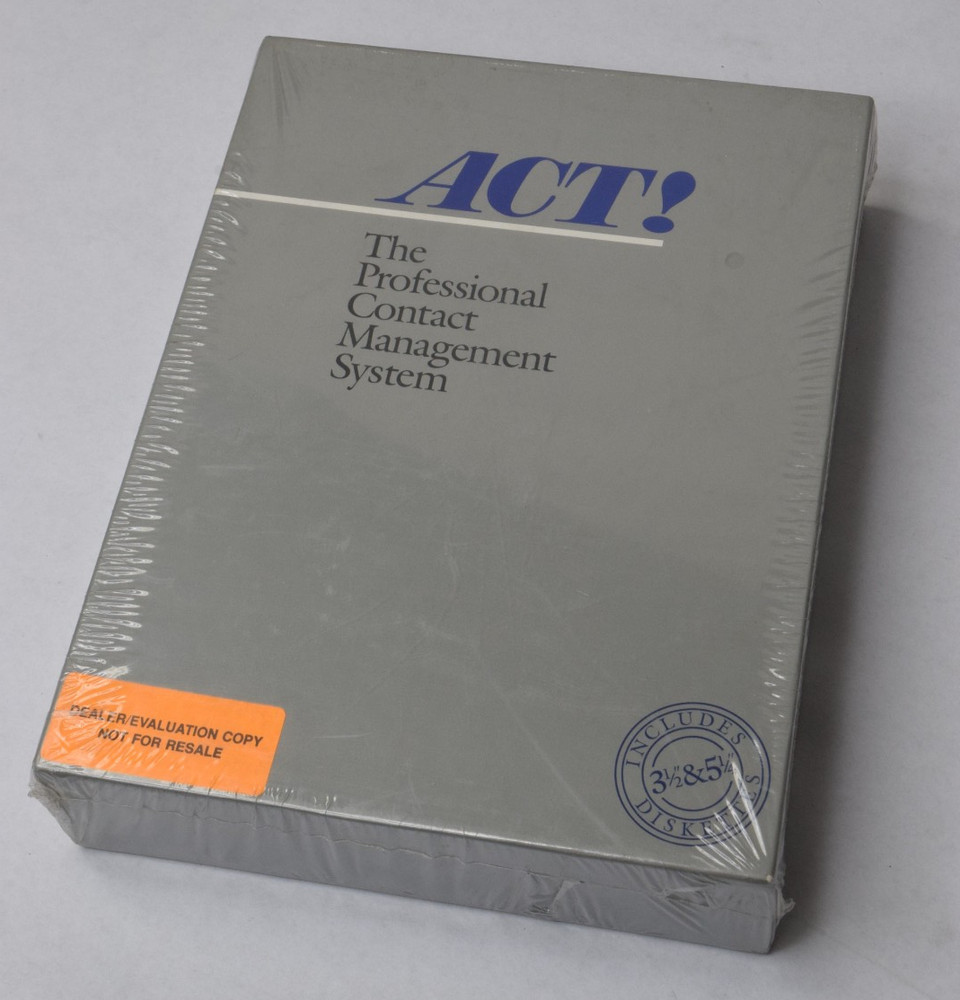 ACT!
The
Professional
Contact
Management
System
DEALER/EVALUATION COPY
NOT FOR RESALE
INCLUDES
3½"&5¼"
DISKETTES